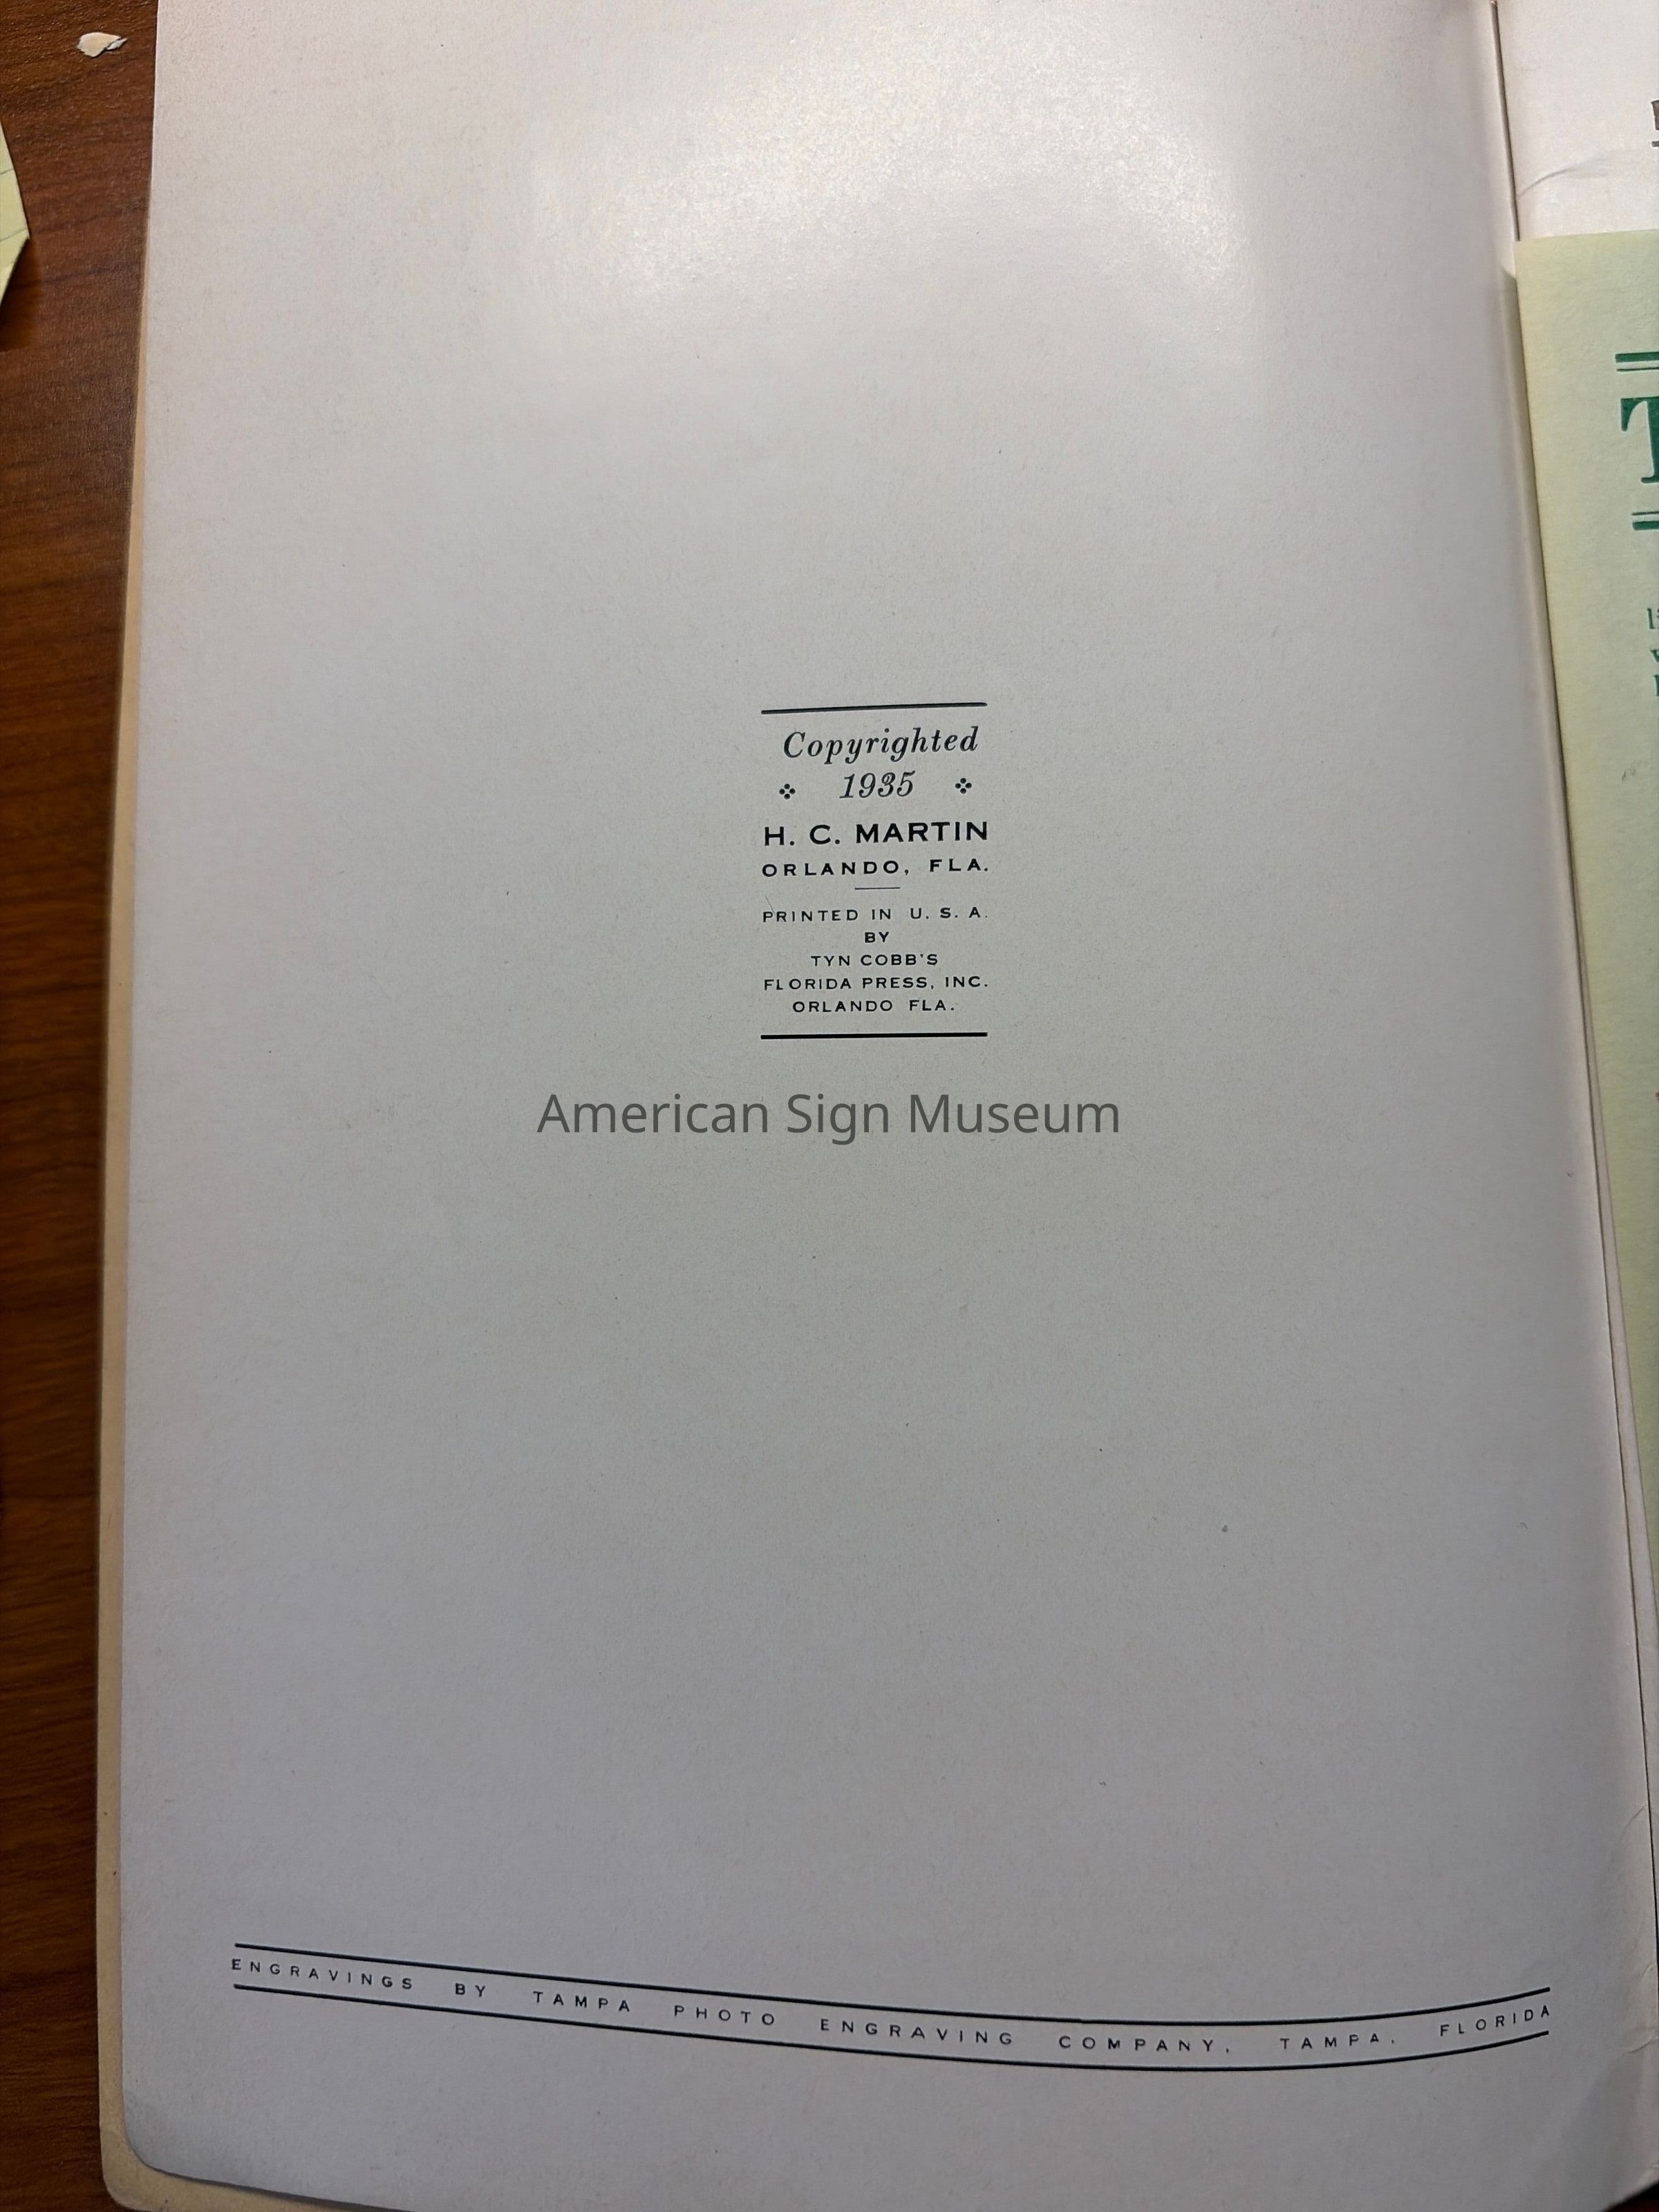 Copyrighted
1935
H. C. MARTIN
ORLANDO, FLA.
PRINTED IN U. S. A.
BY
TYN COBB'S
FLORIDA PRESS, INC.
ORLANDO FLA.
American Sign Museum
ENGRAVINGS BY TAMPA PHOTO ENGRAVING COMPANY, TAMPA, FLORIDA